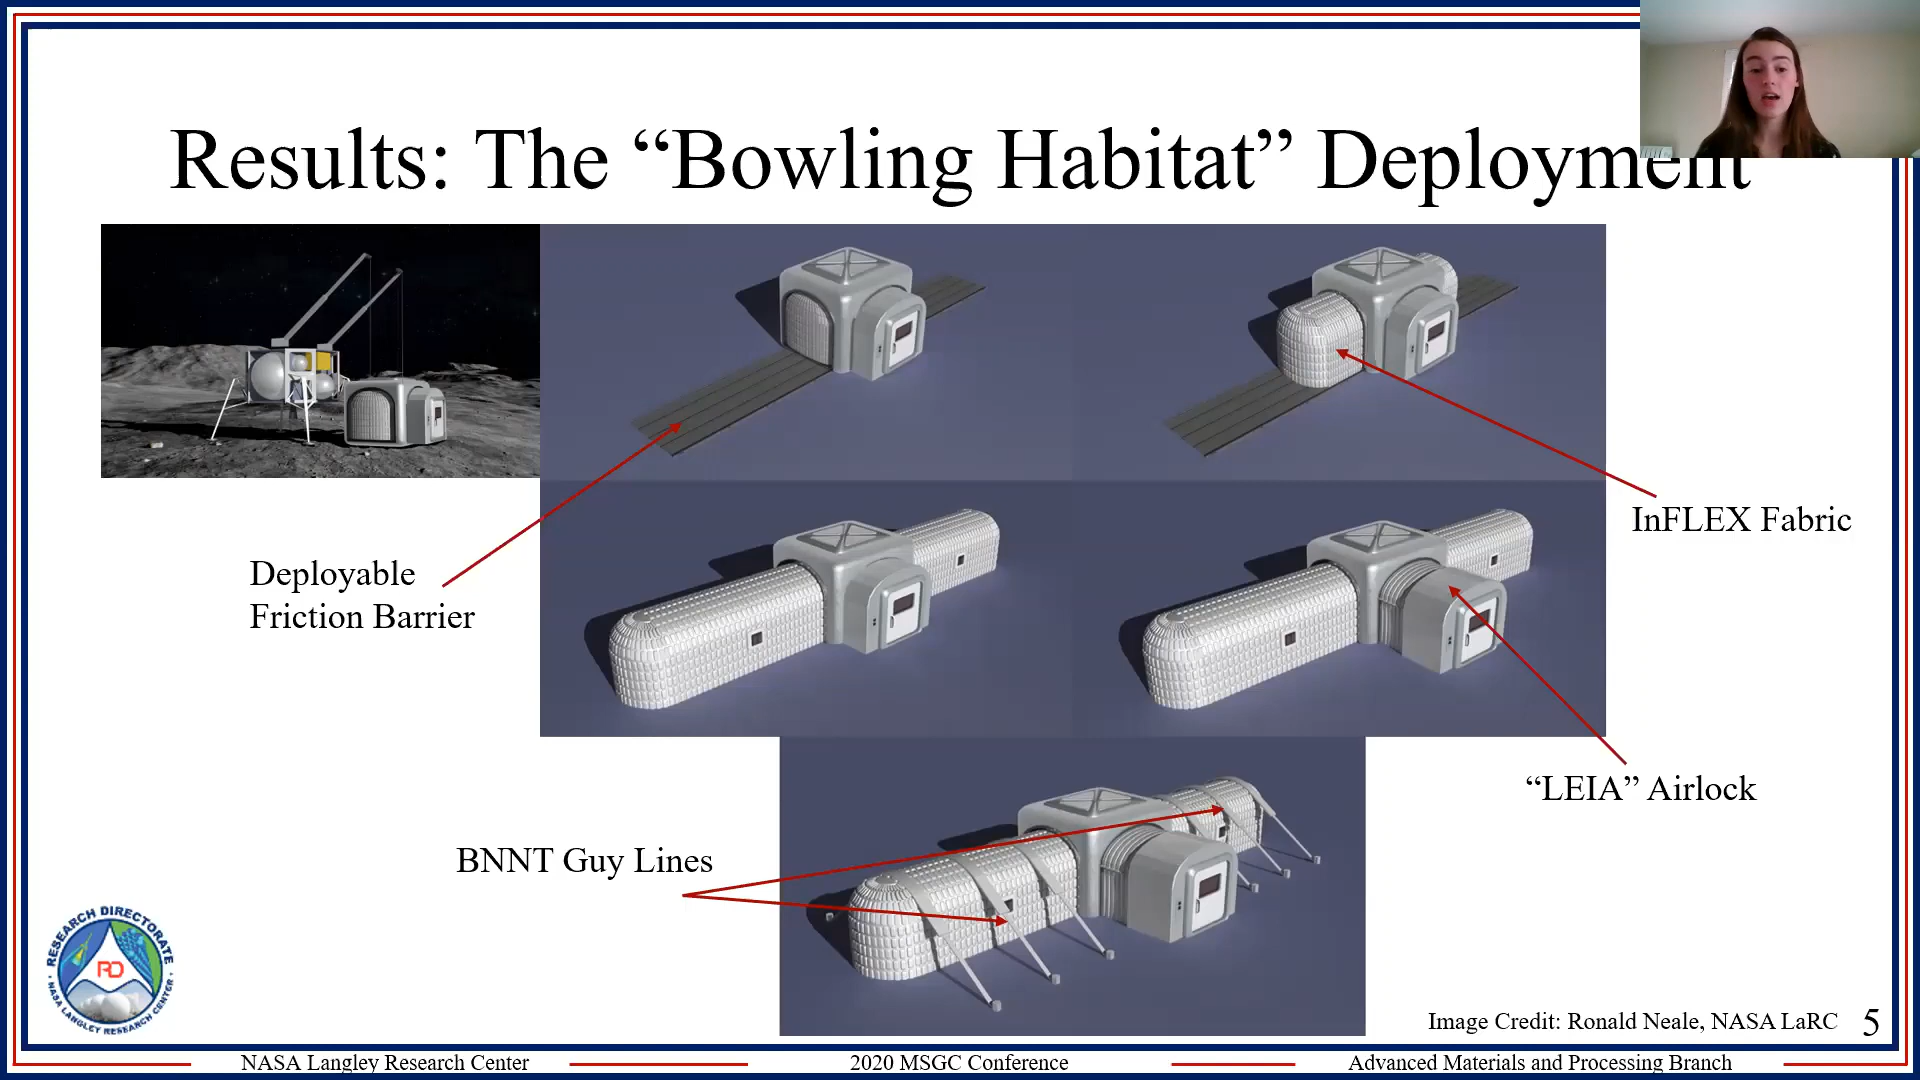 Results: The “Bowling Habitat” Deployment
InFLEX Fabric
Deployable
Friction Barrier
“LEIA” Airlock
BNNT Guy Lines
RESEARCH DIRECTORATE
RD
NASA LANGLEY RESEARCH CENTER
Image Credit: Ronald Neale, NASA LaRC
5
NASA Langley Research Center
2020 MSGC Conference
Advanced Materials and Processing Branch